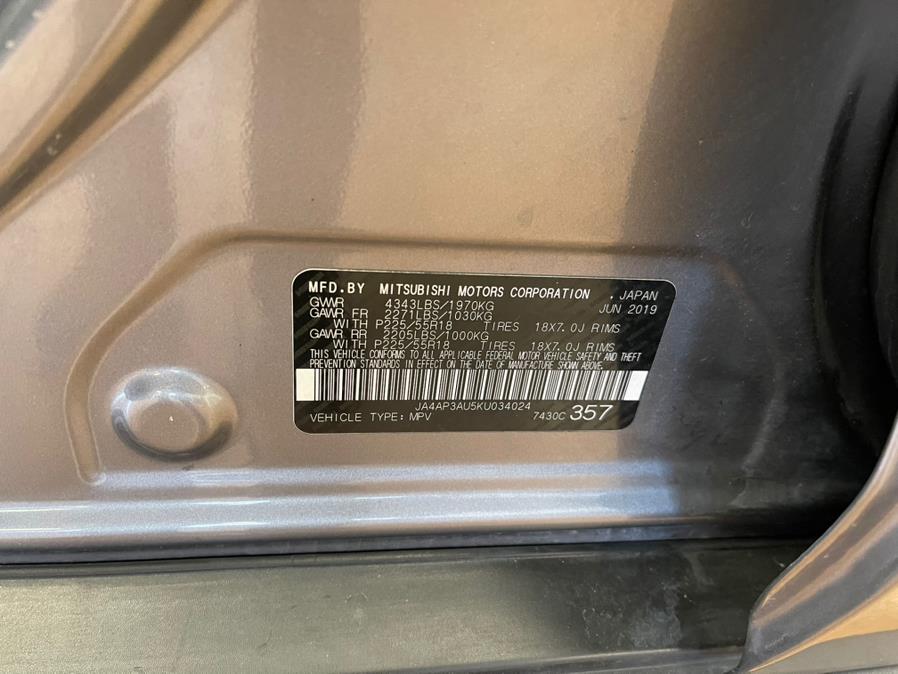 MFD.BY MITSUBISHI MOTORS CORPORATION . JAPAN
GWVR 4343LBS/1970KG JUN 2019
GAWR FR 2271LBS/1030KG
WITH P225/55R18 TIRES 18X7.0J RIMS
GAWR RR 2205LBS/1000KG
WITH P225/55R18 TIRES 18X7.0J RIMS
THIS VEHICLE CONFORMS TO ALL APPLICABLE FEDERAL MOTOR VEHICLE SAFETY AND THEFT
PREVENTION STANDARDS IN EFFECT ON THE DATE OF MANUFACTURE SHOWN ABOVE.
JA4AP3AU5KU034024
VEHICLE TYPE: MPV 7430C 357